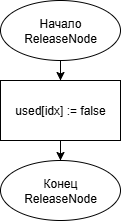 Начало
ReleaseNode
used[idx] := false
Конец
ReleaseNode